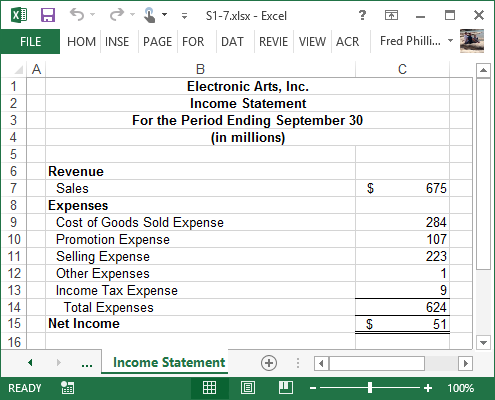 S1-7.xlsx - Excel
FILE HOM INSE PAGE FOR DAT REVIE VIEW ACR Fred Philli...
A B C
1 Electronic Arts, Inc.
2 Income Statement
3 For the Period Ending September 30
4 (in millions)
5
6 Revenue
7 Sales $ 675
8 Expenses
9 Cost of Goods Sold Expense 284
10 Promotion Expense 107
11 Selling Expense 223
12 Other Expenses 1
13 Income Tax Expense 9
14 Total Expenses 624
15 Net Income $ 51
16
... Income Statement
READY 100%